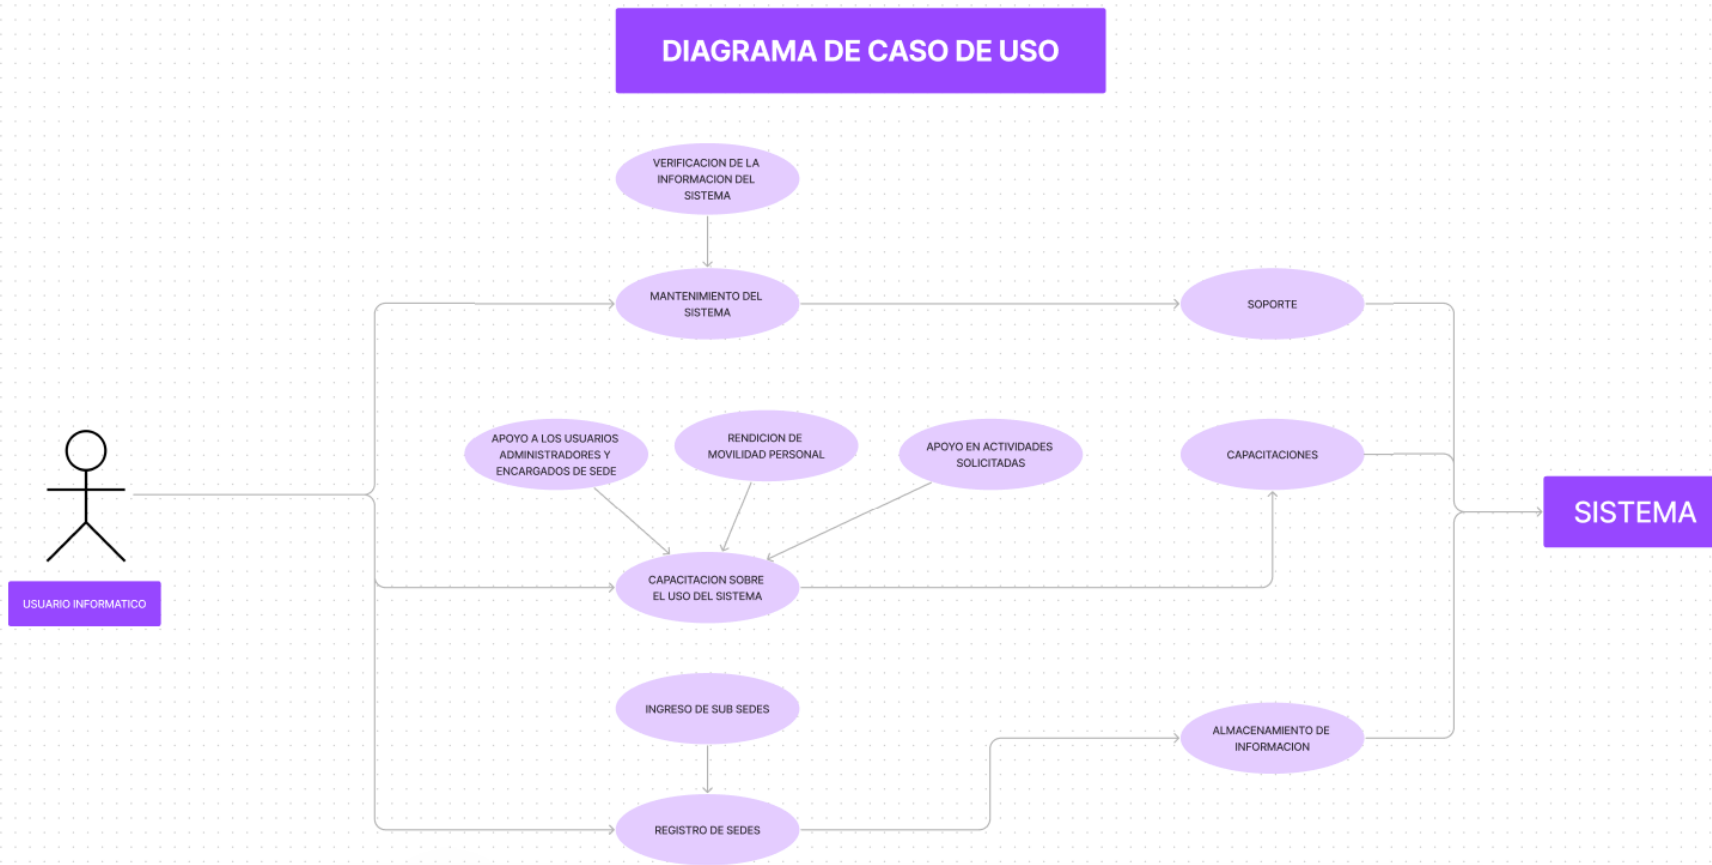 DIAGRAMA DE CASO DE USO
VERIFICACION DE LA
INFORMACION DEL
SISTEMA
MANTENIMIENTO DEL
SISTEMA
SOPORTE
APOYO A LOS USUARIOS
ADMINISTRADORES Y
ENCARGADOS DE SEDE
RENDICION DE
MOVILIDAD PERSONAL
APOYO EN ACTIVIDADES
SOLICITADAS
CAPACITACIONES
SISTEMA
CAPACITACION SOBRE
EL USO DEL SISTEMA
USUARIO INFORMATICO
INGRESO DE SUB SEDES
ALMACENAMIENTO DE
INFORMACION
REGISTRO DE SEDES